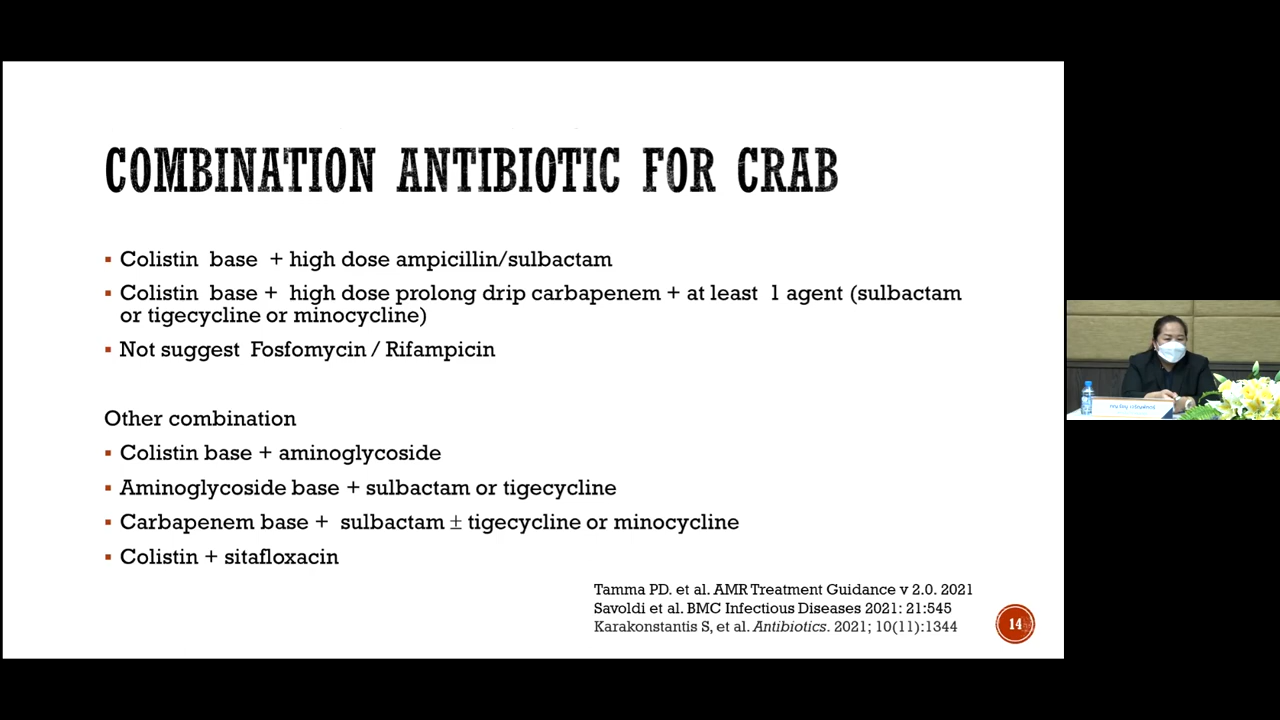 COMBINATION ANTIBIOTIC FOR CRAB
▪ Colistin base + high dose ampicillin/sulbactam
▪ Colistin base + high dose prolong drip carbapenem + at least 1 agent (sulbactam
or tigecycline or minocycline)
▪ Not suggest Fosfomycin / Rifampicin
Other combination
▪ Colistin base + aminoglycoside
▪ Aminoglycoside base + sulbactam or tigecycline
▪ Carbapenem base + sulbactam ± tigecycline or minocycline
▪ Colistin + sitafloxacin
Tamma PD. et al. AMR Treatment Guidance v 2.0. 2021
Savoldi et al. BMC Infectious Diseases 2021: 21:545
Karakonstantis S, et al. Antibiotics. 2021; 10(11):1344
14